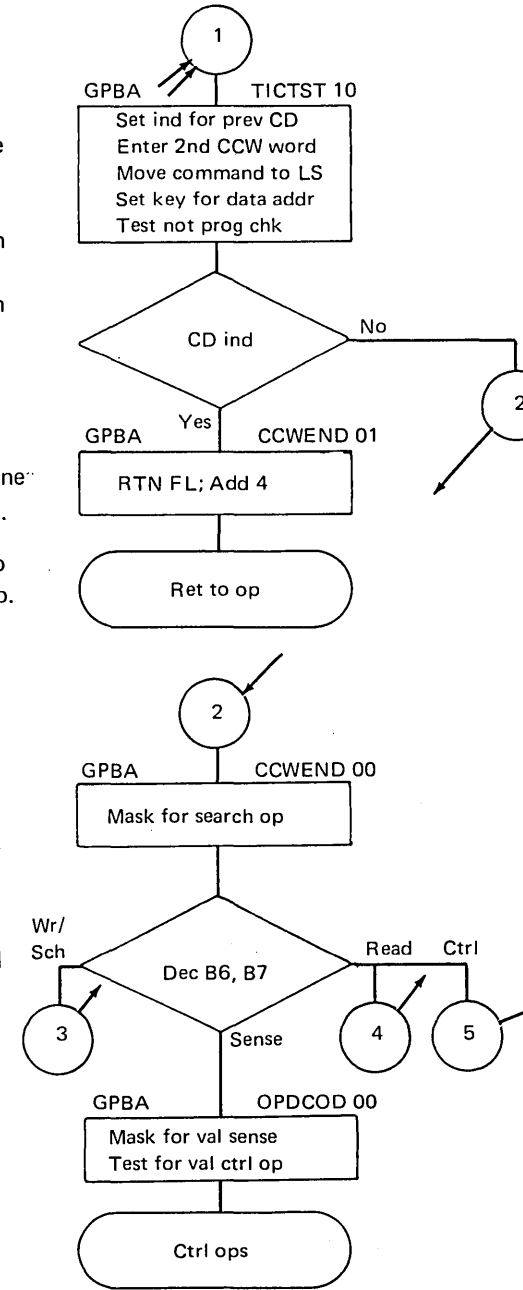 1
GPBA TICTST 10
Set ind for prev CD
Enter 2nd CCW word
Move command to LS
Set key for data addr
Test not prog chk
CD ind
No
2
Yes
GPBA CCWEND 01
RTN FL; Add 4
Ret to op
2
GPBA CCWEND 00
Mask for search op
Wr/
Sch
Dec B6, B7
Read Ctrl
3
4
5
Sense
GPBA OPDCOD 00
Mask for val sense
Test for val ctrl op
Ctrl ops